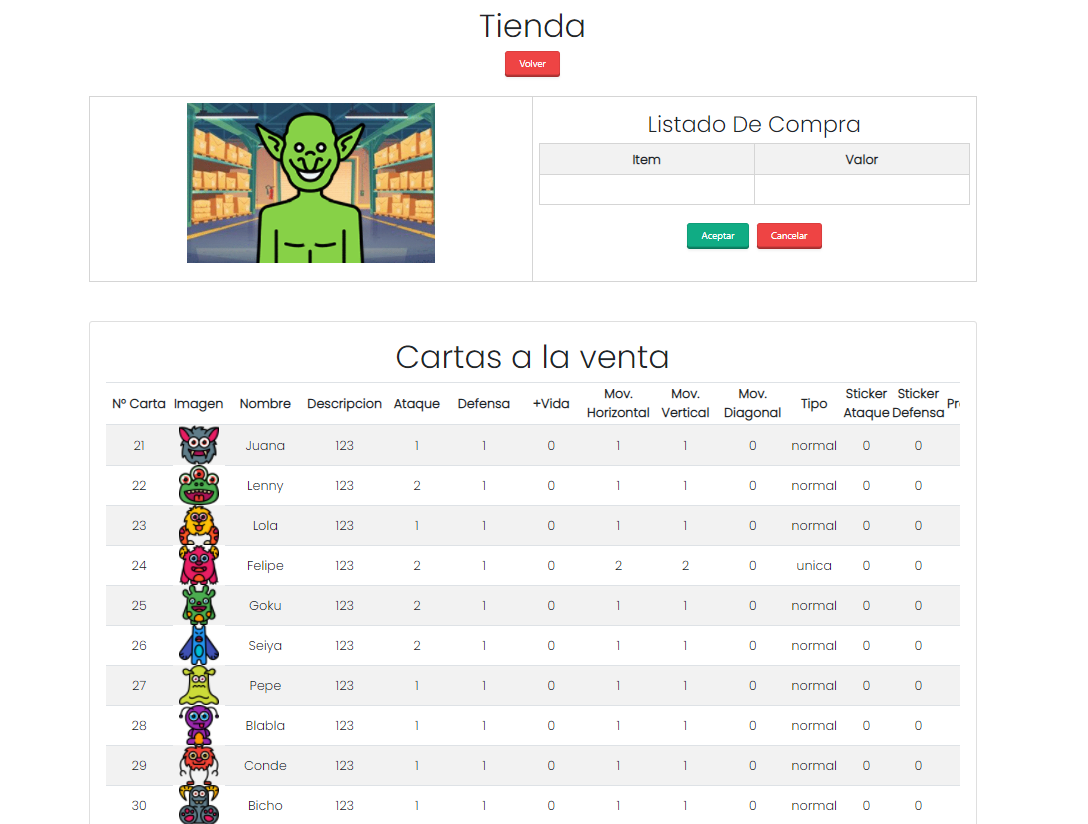 Tienda
Volver
Listado De Compra
Item Valor
Aceptar Cancelar
Cartas a la venta
Nº Carta Imagen Nombre Descripcion Ataque Defensa +Vida Mov. Horizontal Mov. Vertical Mov. Diagonal Tipo Sticker Ataque Sticker Defensa
21 Juana 123 1 1 0 1 1 0 normal 0 0
22 Lenny 123 2 1 0 1 1 0 normal 0 0
23 Lola 123 1 1 0 1 1 0 normal 0 0
24 Felipe 123 2 1 0 2 2 0 unica 0 0
25 Goku 123 2 1 0 1 1 0 normal 0 0
26 Seiya 123 2 1 0 1 1 0 normal 0 0
27 Pepe 123 1 1 0 1 1 0 normal 0 0
28 Blabla 123 1 1 0 1 1 0 normal 0 0
29 Conde 123 1 1 0 1 1 0 normal 0 0
30 Bicho 123 1 1 0 1 1 0 normal 0 0